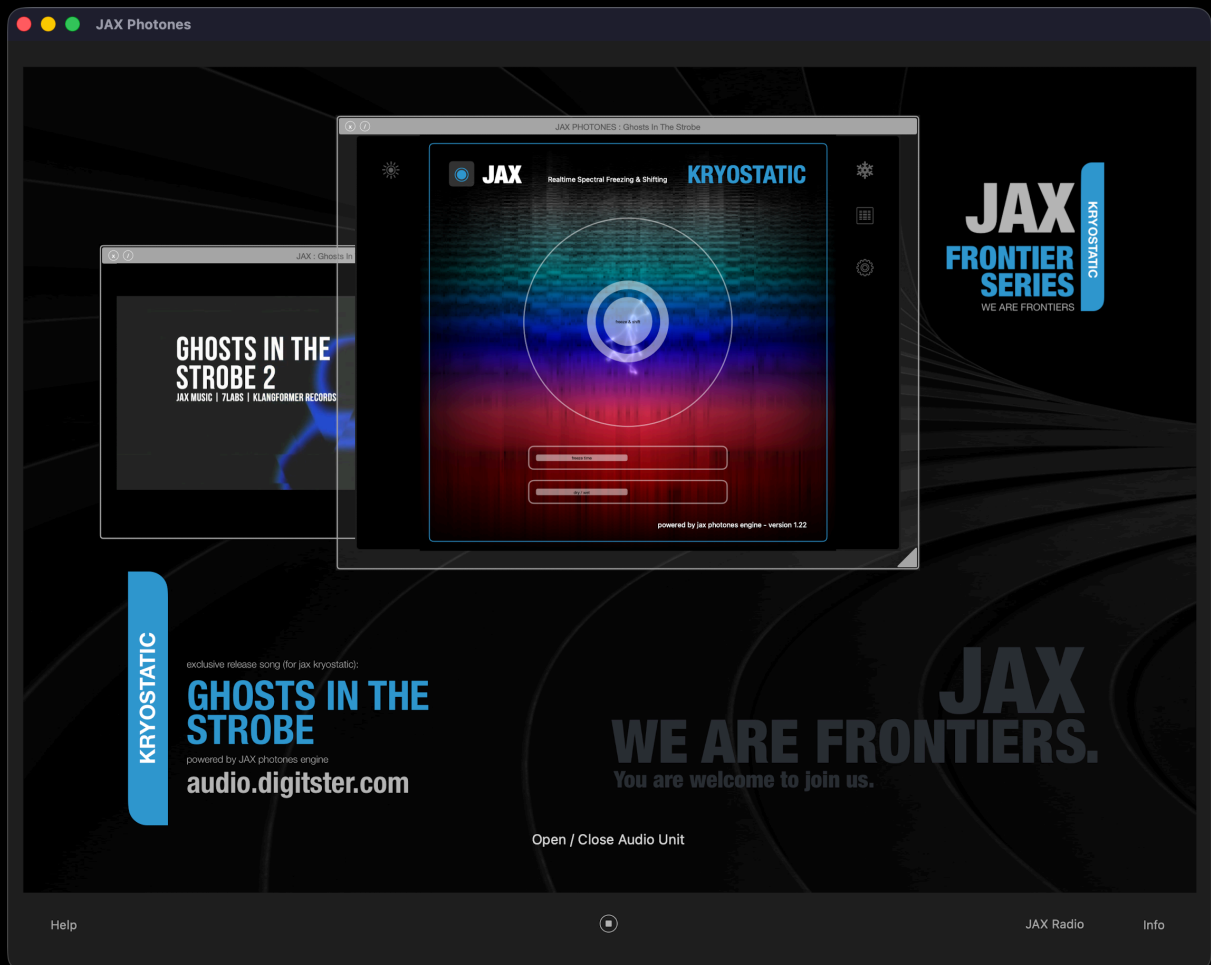 JAX Photones
JAX PHOTONES : Ghosts In The Strobe
JAX
Realtime Spectral Freezing & Shifting
KRYOSTATIC
freeze & shift
freeze time
dry / wet
powered by jax photones engine - version 1.22
JAX : Ghosts In
GHOSTS IN THE
STROBE 2
JAX MUSIC | 7LABS | KLANGFORMER RECORDS
JAX
FRONTIER
SERIES
WE ARE FRONTIERS
KRYOSTATIC
KRYOSTATIC
exclusive release song (for jax kryostatic):
GHOSTS IN THE
STROBE
powered by JAX photones engine
audio.digitster.com
JAX
WE ARE FRONTIERS.
You are welcome to join us.
Open / Close Audio Unit
Help
JAX Radio
Info